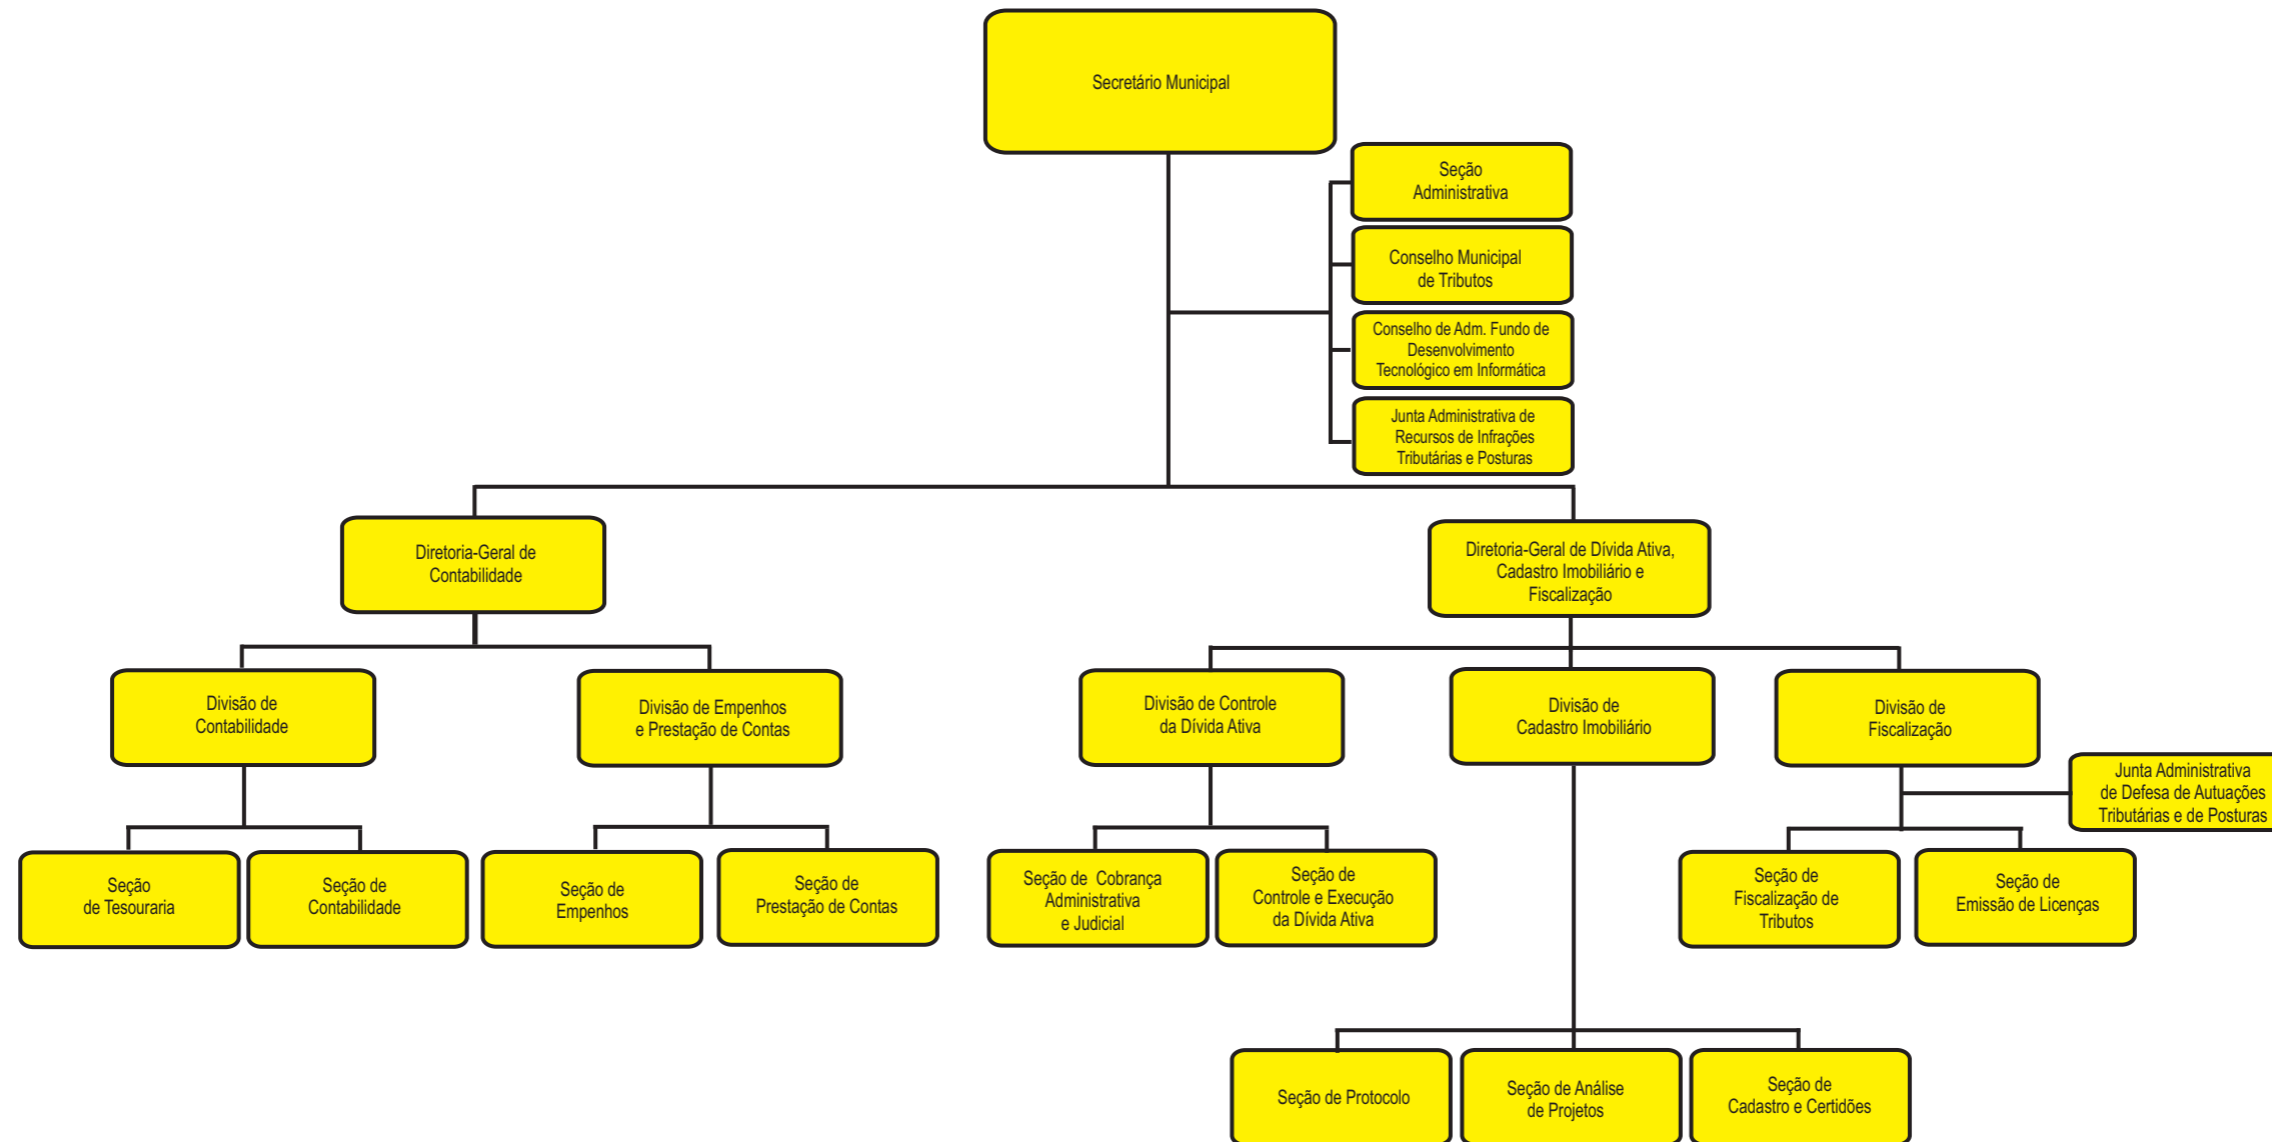 Secretário Municipal
Seção
Administrativa
Conselho Municipal
de Tributos
Conselho de Adm. Fundo de
Desenvolvimento
Tecnológico em Informática
Junta Administrativa de
Recursos de Infrações
Tributárias e Posturas
Diretoria-Geral de
Contabilidade
Diretoria-Geral de Dívida Ativa,
Cadastro Imobiliário e
Fiscalização
Divisão de
Contabilidade
Divisão de Empenhos
e Prestação de Contas
Divisão de Controle
da Dívida Ativa
Divisão de
Cadastro Imobiliário
Divisão de
Fiscalização
Junta Administrativa
de Defesa de Autuações
Tributárias e de Posturas
Seção
de Tesouraria
Seção de
Contabilidade
Seção de
Empenhos
Seção de
Prestação de Contas
Seção de  Cobrança
Administrativa
e Judicial
Seção de
Controle e Execução
da Dívida Ativa
Seção de
Fiscalização de
Tributos
Seção de
Emissão de Licenças
Seção de Protocolo
Seção de Análise
de Projetos
Seção de
Cadastro e Certidões